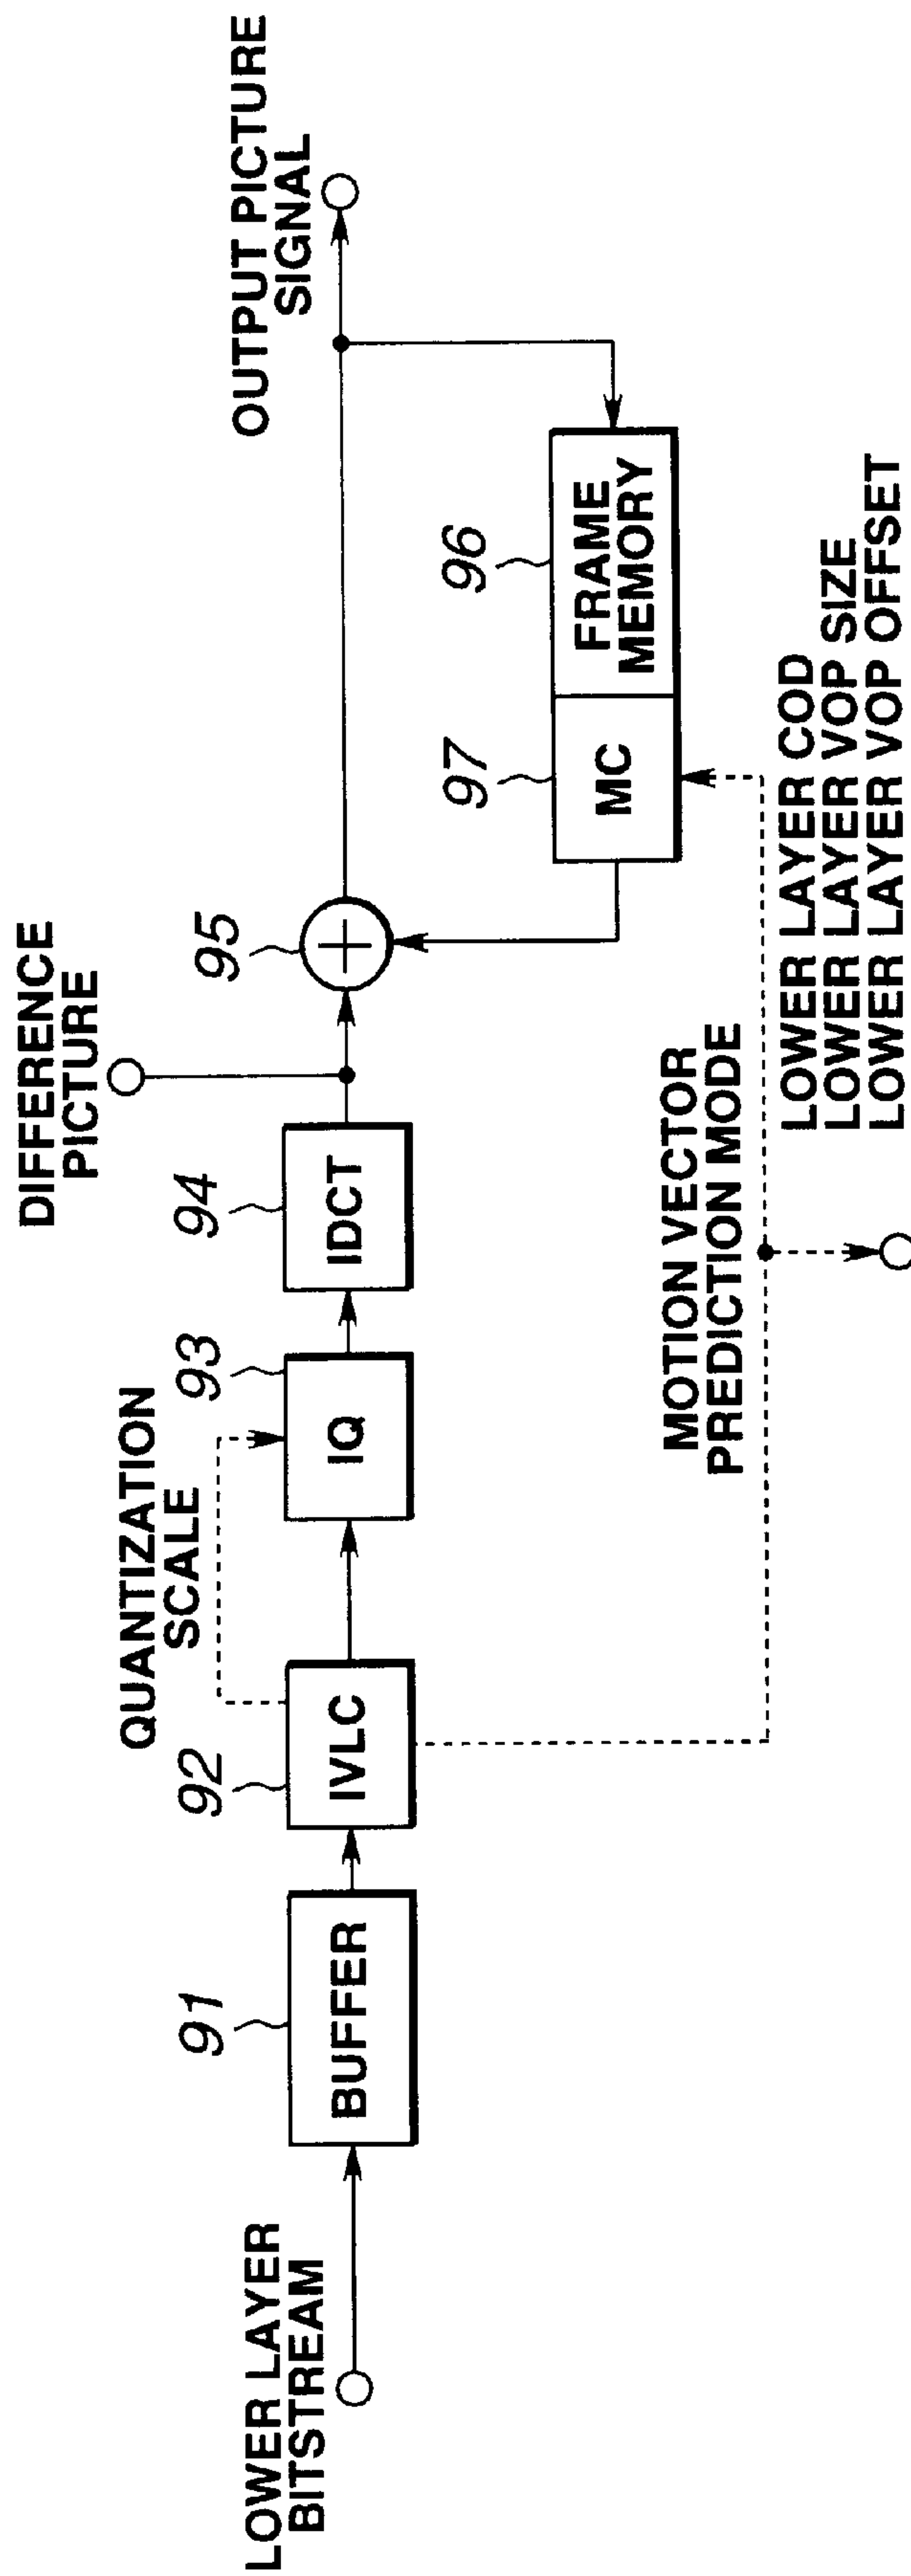 LOWER LAYER
BITSTREAM
91
BUFFER
92
IVLC
QUANTIZATION
SCALE
93
IQ
94
IDCT
DIFFERENCE
PICTURE
95
MOTION VECTOR
PREDICTION MODE
LOWER LAYER COD
LOWER LAYER VOP SIZE
LOWER LAYER VOP OFFSET
97
MC
96
FRAME
MEMORY
OUTPUT PICTURE
SIGNAL